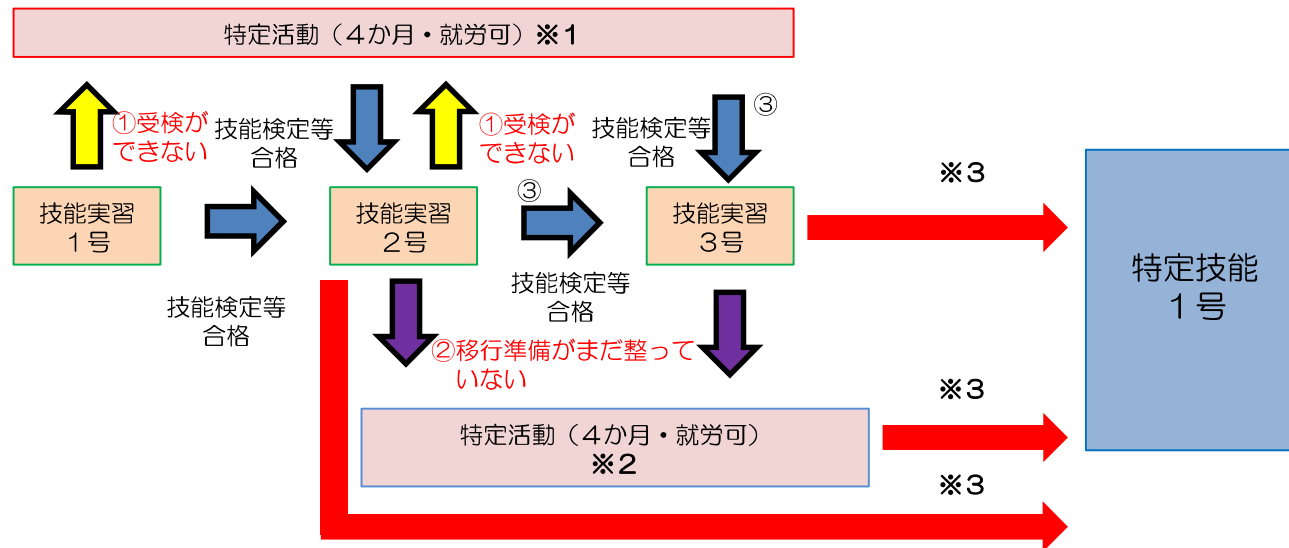 特定活動（４か月・就労可）※１
①受検が
できない
技能検定等
合格
①受検が
できない
技能検定等
合格
③
※３
技能実習
１号
技能実習
２号
③
技能実習
３号
特定技能
１号
技能検定等
合格
技能検定等
合格
②移行準備がまだ整って
いない
※３
特定活動（４か月・就労可）
※２
※３